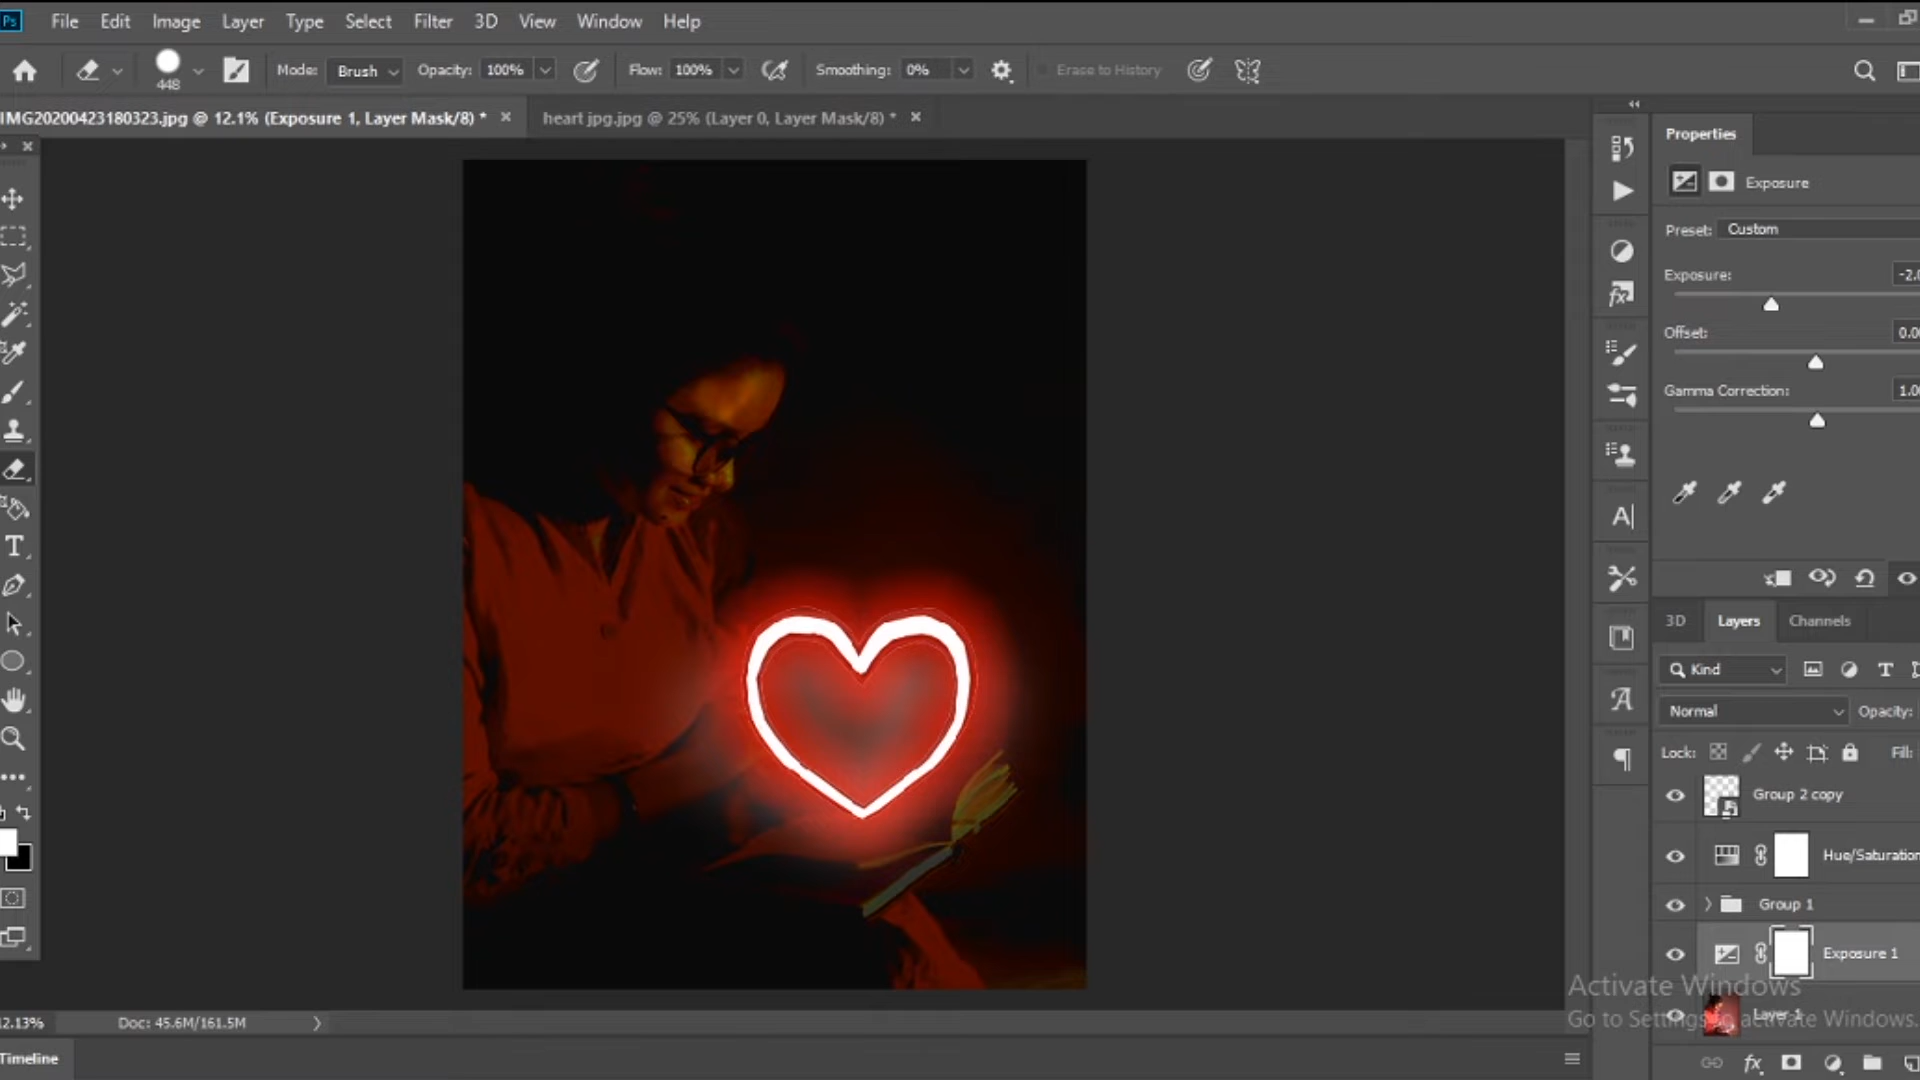 Ps File Edit Image Layer Type Select Filter 3D View Window Help
448 Mode: Brush Opacity: 100% Flow: 100% Smoothing: 0% Erase to History
IMG20200423180323.jpg @ 12.1% (Exposure 1, Layer Mask/8) * × heart jpg.jpg @ 25% (Layer 0, Layer Mask/8) * ×
Properties
Exposure
Preset: Custom
Exposure: -2.0
Offset: 0.00
Gamma Correction: 1.00
3D Layers Channels
Kind
Normal Opacity:
Lock: Fill:
Group 2 copy
Hue/Saturation
Group 1
Exposure 1
Layer 1
Activate Windows
Go to Settings to activate Windows.
12.13% Doc: 45.6M/161.5M
Timeline